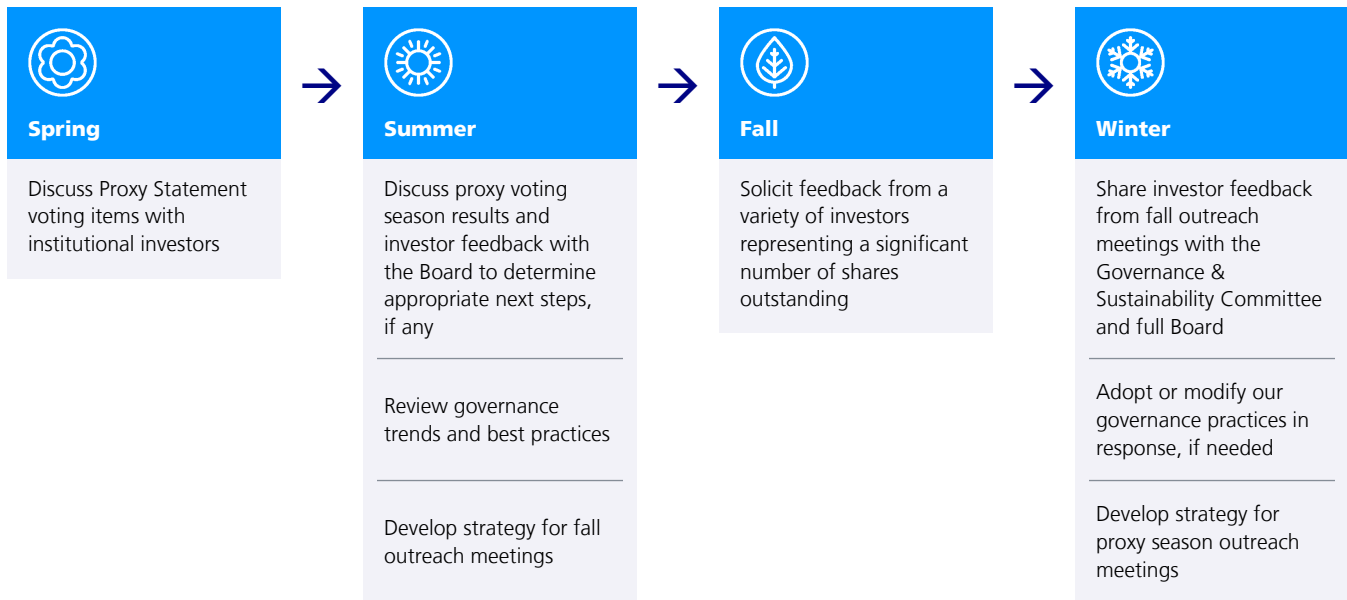 Spring
Discuss Proxy Statement
voting items with
institutional investors
Summer
Discuss proxy voting
season results and
investor feedback with
the Board to determine
appropriate next steps,
if any
Review governance
trends and best practices
Develop strategy for fall
outreach meetings
Fall
Solicit feedback from a
variety of investors
representing a significant
number of shares
outstanding
Winter
Share investor feedback
from fall outreach
meetings with the
Governance &
Sustainability Committee
and full Board
Adopt or modify our
governance practices in
response, if needed
Develop strategy for
proxy season outreach
meetings